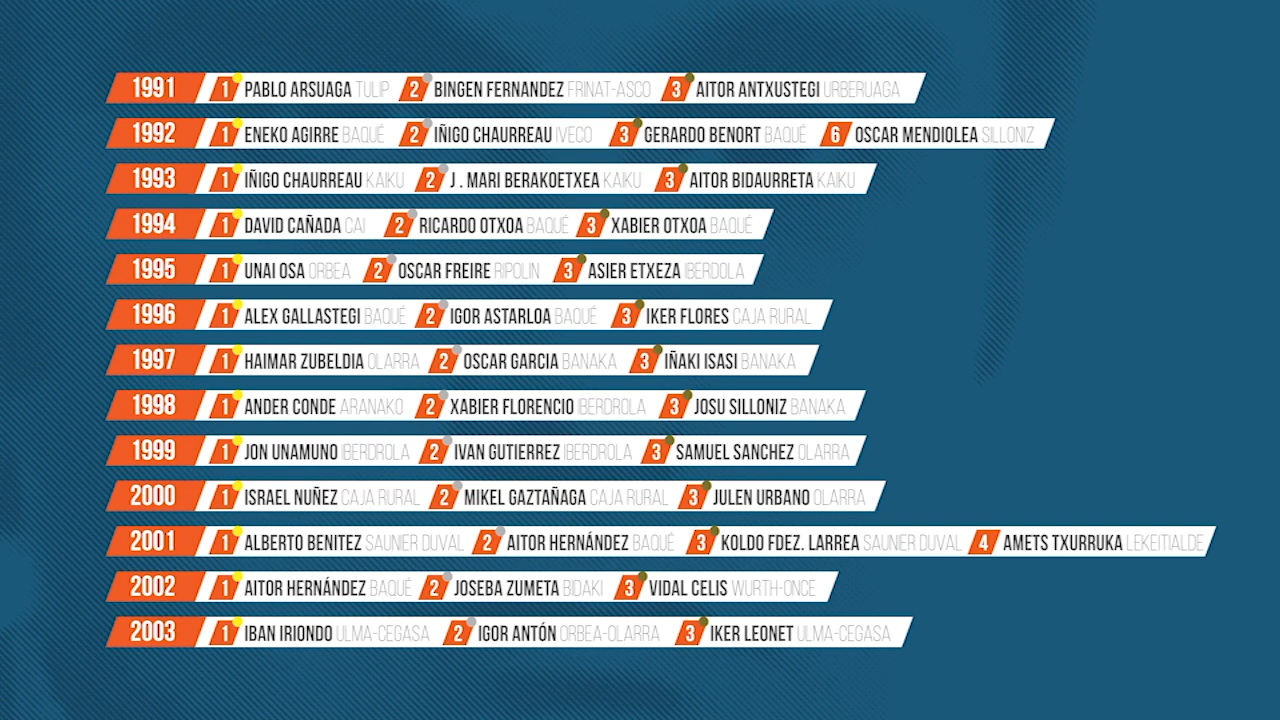 1991 1 PABLO ARSUAGA TULIP 2 BINGEN FERNANDEZ FRINAT-ASCO 3 AITOR ANTXUSTEGI URBERUAGA
1992 1 ENEKO AGIRRE BAQUÉ 2 IÑIGO CHAURREAU IVECO 3 GERARDO BENORT BAQUÉ 6 OSCAR MENDIOLEA SILLONIZ
1993 1 IÑIGO CHAURREAU KAIKU 2 J . MARI BERAKOETXEA KAIKU 3 AITOR BIDAURRETA KAIKU
1994 1 DAVID CAÑADA CAI 2 RICARDO OTXOA BAQUÉ 3 XABIER OTXOA BAQUÉ
1995 1 UNAI OSA ORBEA 2 OSCAR FREIRE RIPOLIN 3 ASIER ETXEZA IBERDOLA
1996 1 ALEX GALLASTEGI BAQUÉ 2 IGOR ASTARLOA BAQUÉ 3 IKER FLORES CAJA RURAL
1997 1 HAIMAR ZUBELDIA OLARRA 2 OSCAR GARCIA BANAKA 3 IÑAKI ISASI BANAKA
1998 1 ANDER CONDE ARANAKO 2 XABIER FLORENCIO IBERDROLA 3 JOSU SILLONIZ BANAKA
1999 1 JON UNAMUNO IBERDROLA 2 IVAN GUTIERREZ IBERDROLA 3 SAMUEL SANCHEZ OLARRA
2000 1 ISRAEL NUÑEZ CAJA RURAL 2 MIKEL GAZTAÑAGA CAJA RURAL 3 JULEN URBANO OLARRA
2001 1 ALBERTO BENITEZ SAUNIER DUVAL 2 AITOR HERNÁNDEZ BAQUÉ 3 KOLDO FDEZ. LARREA SAUNIER DUVAL 4 AMETS TXURRUKA LEKEITIALDE
2002 1 AITOR HERNÁNDEZ BAQUÉ 2 JOSEBA ZUMETA BIDAKI 3 VIDAL CELIS WURTH-ONCE
2003 1 IBAN IRIONDO ULMA-CEGASA 2 IGOR ANTÓN ORBEA-OLARRA 3 IKER LEONET ULMA-CEGASA